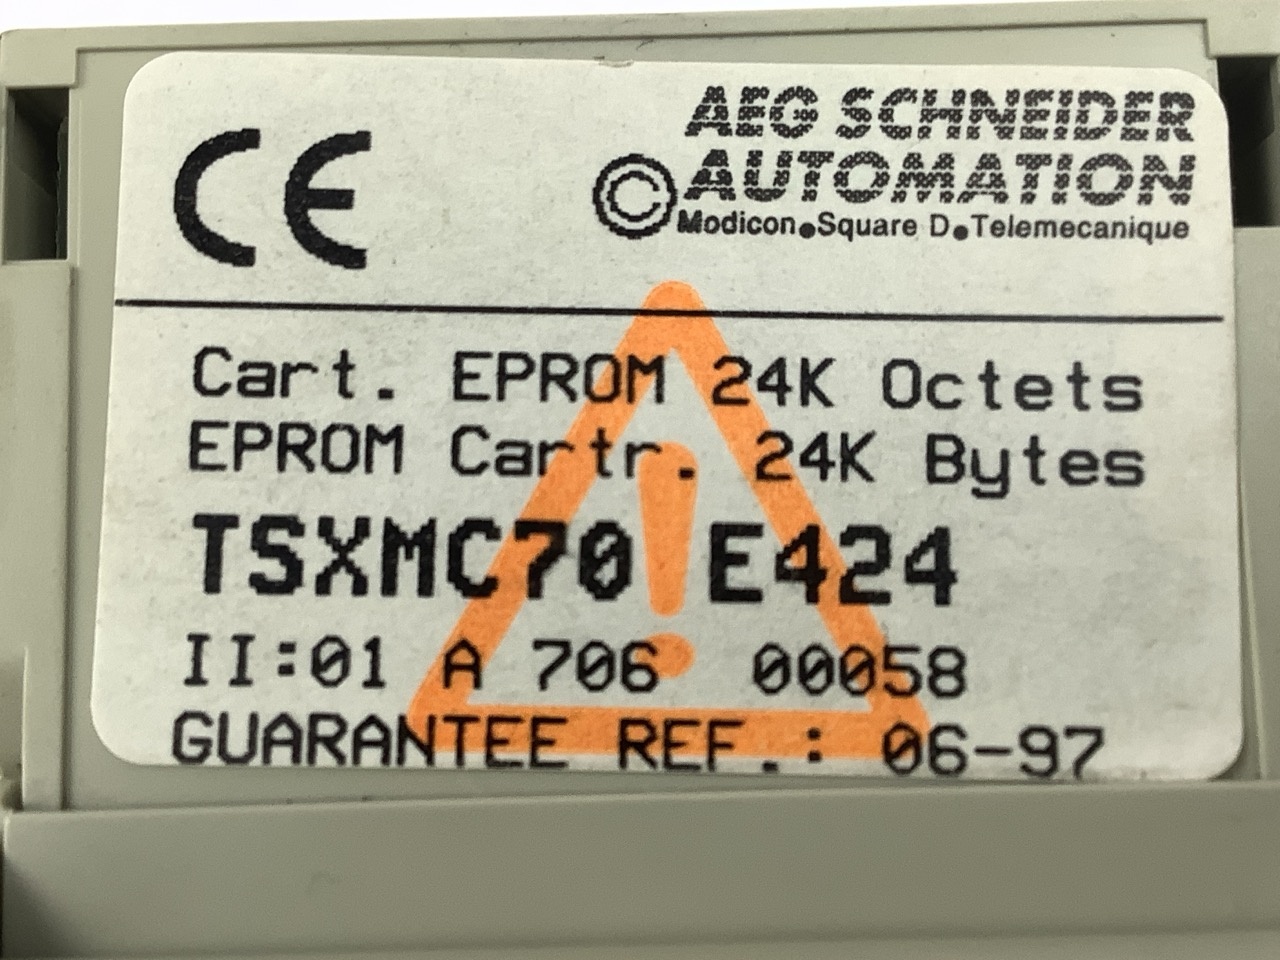 CE
AEG SCHNEIDER
©AUTOMATION
Modicon●Square D●Telemecanique
Cart. EPROM 24K Octets
EPROM Cartr. 24K Bytes
TSXMC70 E424
II:01 A 706 00058
GUARANTEE REF.: 06-97